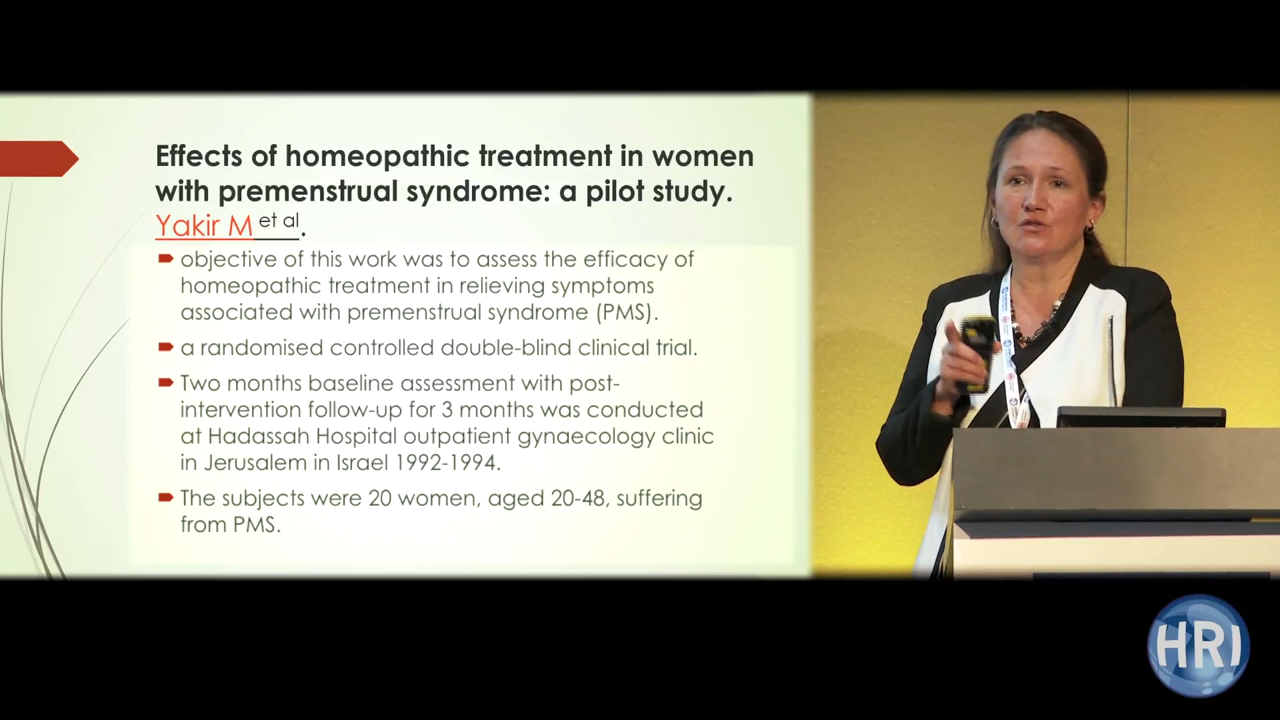 Effects of homeopathic treatment in women
with premenstrual syndrome: a pilot study.
Yakir M et al.
objective of this work was to assess the efficacy of
homeopathic treatment in relieving symptoms
associated with premenstrual syndrome (PMS).
a randomised controlled double-blind clinical trial.
Two months baseline assessment with post-
intervention follow-up for 3 months was conducted
at Hadassah Hospital outpatient gynaecology clinic
in Jerusalem in Israel 1992-1994.
The subjects were 20 women, aged 20-48, suffering
from PMS.
HRI